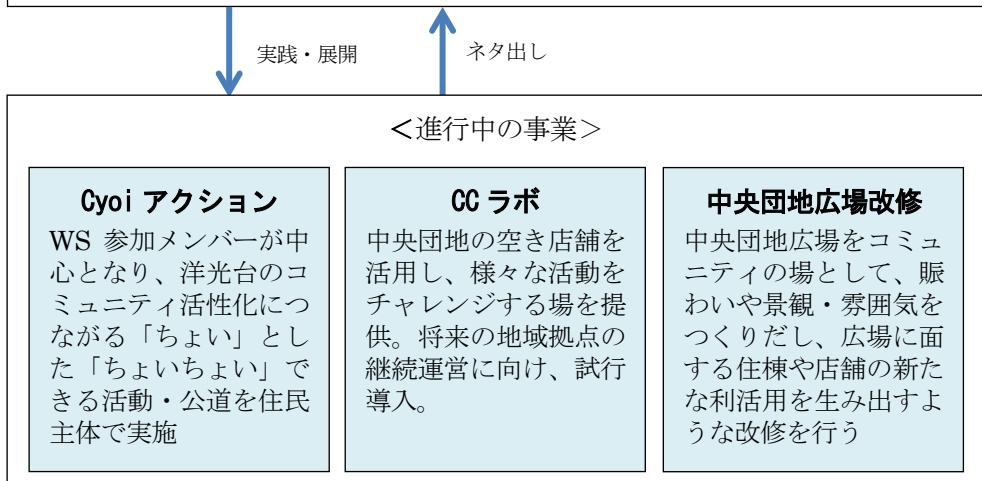 実践・展開
ネタ出し
＜進行中の事業＞
Cyoi アクション
WS 参加メンバーが中
心となり、洋光台のコ
ミュニティ活性化につ
ながる「ちょい」とし
た「ちょいちょい」で
きる活動・公道を住民
主体で実施
CC ラボ
中央団地の空き店舗を
活用し、様々な活動を
チャレンジする場を提
供。将来の地域拠点の
継続運営に向け、試行
導入。
中央団地広場改修
中央団地広場をコミュ
ニティの場として、賑
わいや景観・雰囲気を
つくりだし、広場に面
する住棟や店舗の新た
な利活用を生み出すよ
うな改修を行う